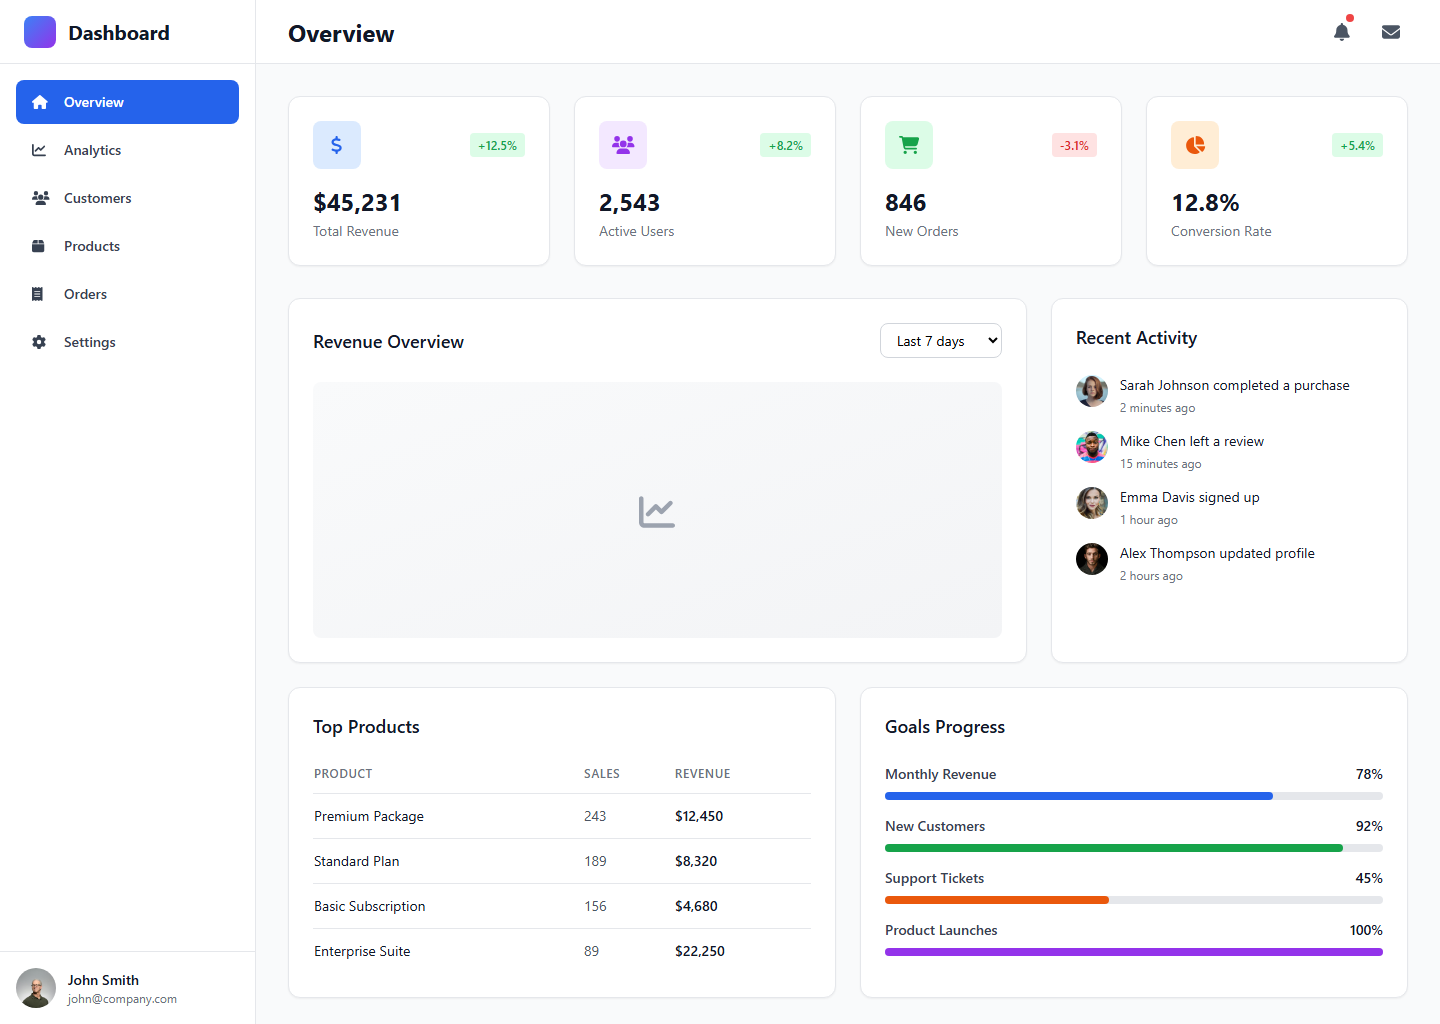 Dashboard
Overview
Analytics
Customers
Products
Orders
Settings
John Smith
john@company.com
Overview
+12.5%
$45,231
Total Revenue
+8.2%
2,543
Active Users
-3.1%
846
New Orders
+5.4%
12.8%
Conversion Rate
Revenue Overview
Last 7 days
Recent Activity
Sarah Johnson completed a purchase
2 minutes ago
Mike Chen left a review
15 minutes ago
Emma Davis signed up
1 hour ago
Alex Thompson updated profile
2 hours ago
Top Products
PRODUCT SALES REVENUE
Premium Package 243 $12,450
Standard Plan 189 $8,320
Basic Subscription 156 $4,680
Enterprise Suite 89 $22,250
Goals Progress
Monthly Revenue 78%
New Customers 92%
Support Tickets 45%
Product Launches 100%